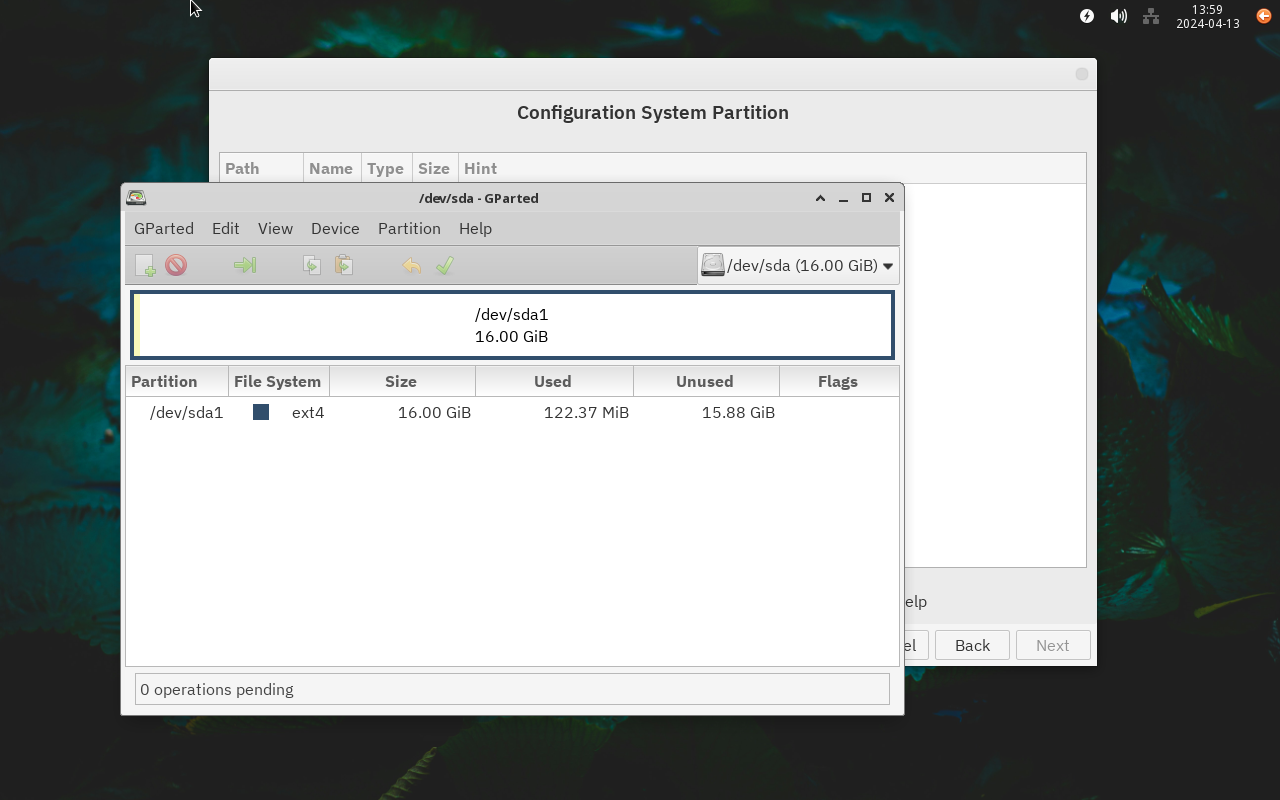 13:59
2024-04-13
Configuration System Partition
Path Name Type Size Hint
/dev/sda - GParted
GParted Edit View Device Partition Help
/dev/sda (16.00 GiB)
/dev/sda1
16.00 GiB
Partition File System Size Used Unused Flags
/dev/sda1 ext4 16.00 GiB 122.37 MiB 15.88 GiB
elp
el Back Next
0 operations pending